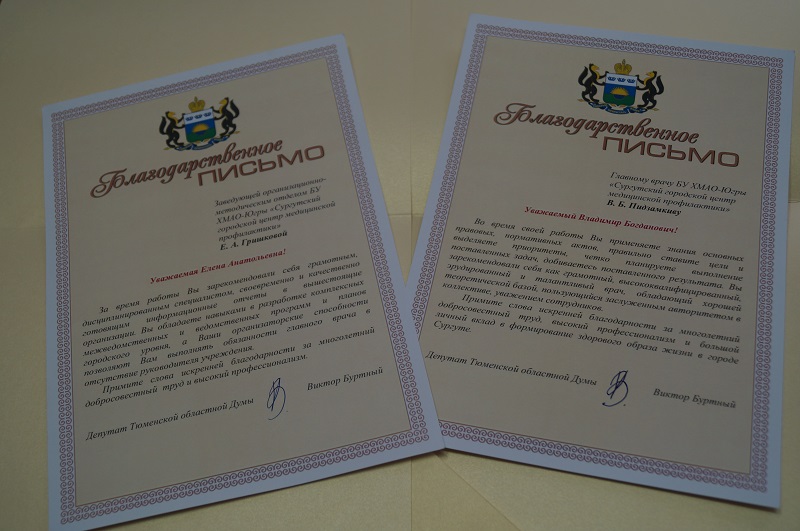 Благодарственное
ПИСЬМО
Заведующей организационно-
методическим отделом БУ
ХМАО-Югры «Сургутский
городской центр медицинской
профилактики»
Е. А. Гришковой
Уважаемая Елена Анатольевна!
За время работы Вы зарекомендовали себя грамотным,
дисциплинированным специалистом, своевременно и качественно
готовящим информационные отчеты в вышестоящие
организации. Вы обладаете навыками в разработке комплексных
межведомственных и ведомственных программ и планов
городского уровня, а Ваши организаторские способности
позволяют Вам выполнять обязанности главного врача в
отсутствие руководителя учреждения.
Примите слова искренней благодарности за многолетний
добросовестный труд и высокий профессионализм.
Депутат Тюменской областной Думы Виктор Буртный
Благодарственное
ПИСЬМО
Главному врачу БУ ХМАО-Югры
«Сургутский городской центр
медицинской профилактики»
В. Б. Пидзамкиву
Уважаемый Владимир Богданович!
Во время своей работы Вы применяете знания основных
правовых, нормативных актов, правильно ставите цели и
выделяете приоритеты, четко планируете выполнение
поставленных задач, добиваетесь поставленного результата. Вы
зарекомендовали себя как грамотный, высококвалифицированный,
эрудированный и талантливый врач, обладающий хорошей
теоретической базой, пользующийся заслуженным авторитетом в
коллективе, уважением сотрудников.
Примите слова искренней благодарности за многолетний
добросовестный труд, высокий профессионализм и большой
личный вклад в формирование здорового образа жизни в городе
Сургуте.
Депутат Тюменской областной Думы Виктор Буртный